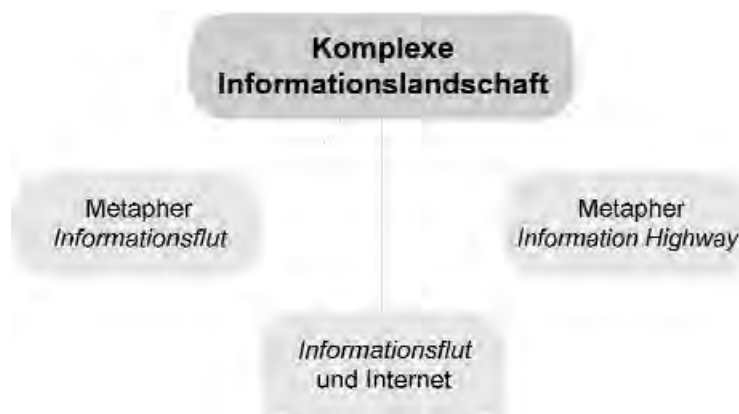 Komplexe
Informationslandschaft
Metapher
Informationsflut
Metapher
Information Highway
Informationsflut
und Internet